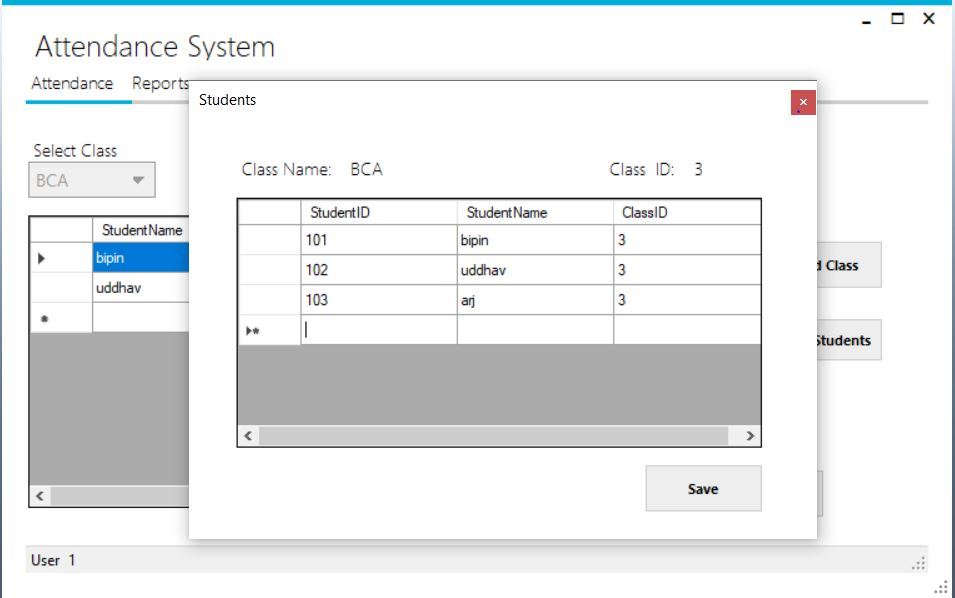 Attendance System
Attendance Reports
Students
Select Class
BCA
Class Name: BCA Class ID: 3
StudentName
bipin
uddhav
StudentID StudentName ClassID
101 bipin 3
102 uddhav 3
103 arj 3
Class
Students
Save
User 1